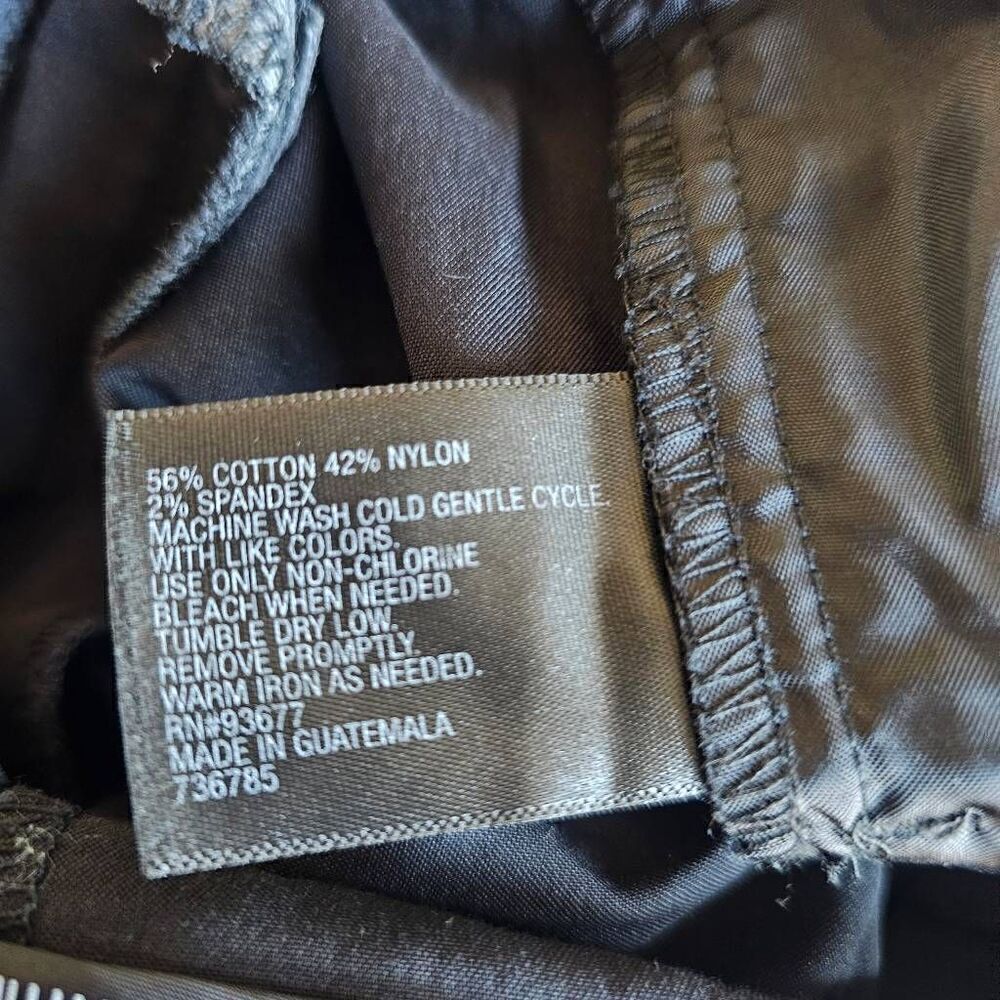 56% COTTON 42% NYLON
2% SPANDEX
MACHINE WASH COLD GENTLE CYCLE
WITH LIKE COLORS.
USE ONLY NON-CHLORINE
BLEACH WHEN NEEDED.
TUMBLE DRY LOW.
REMOVE PROMPTLY.
WARM IRON AS NEEDED.
RN#93677
MADE IN GUATEMALA
736785